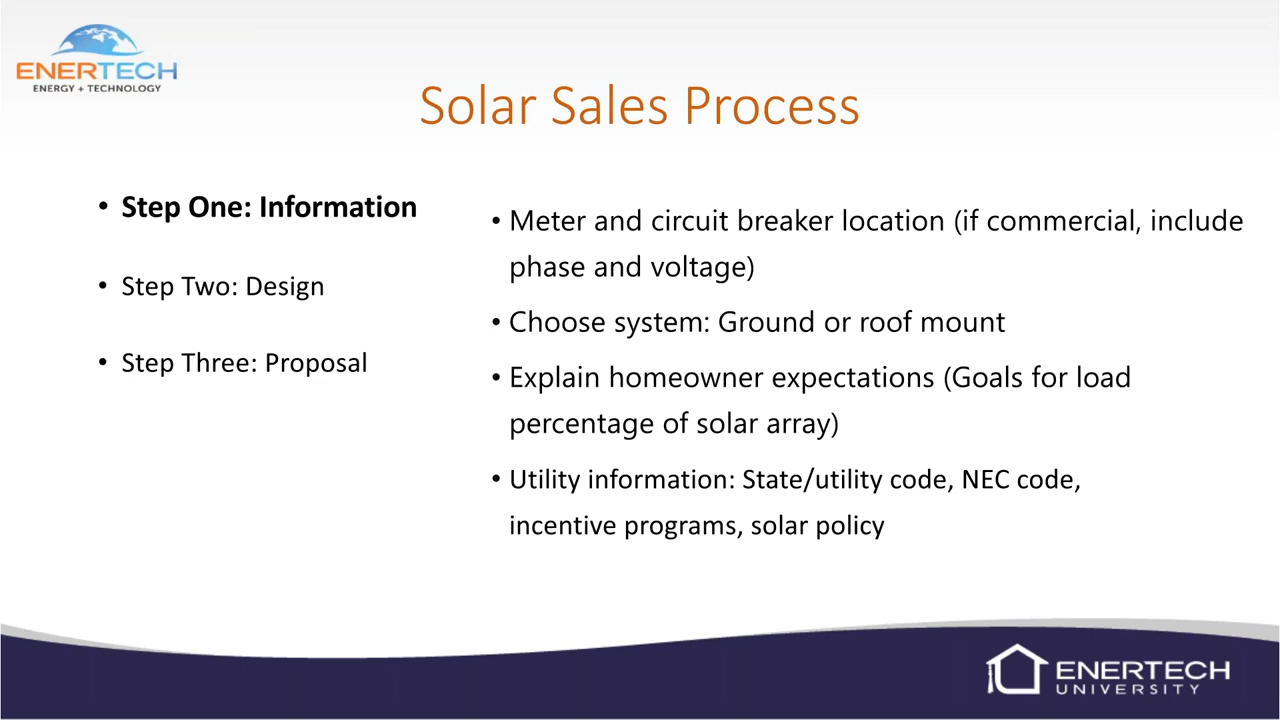 ENERTECH
ENERGY + TECHNOLOGY
Solar Sales Process
• Step One: Information
• Step Two: Design
• Step Three: Proposal
• Meter and circuit breaker location (if commercial, include
phase and voltage)
• Choose system: Ground or roof mount
• Explain homeowner expectations (Goals for load
percentage of solar array)
• Utility information: State/utility code, NEC code,
incentive programs, solar policy
ENERTECH
UNIVERSITY